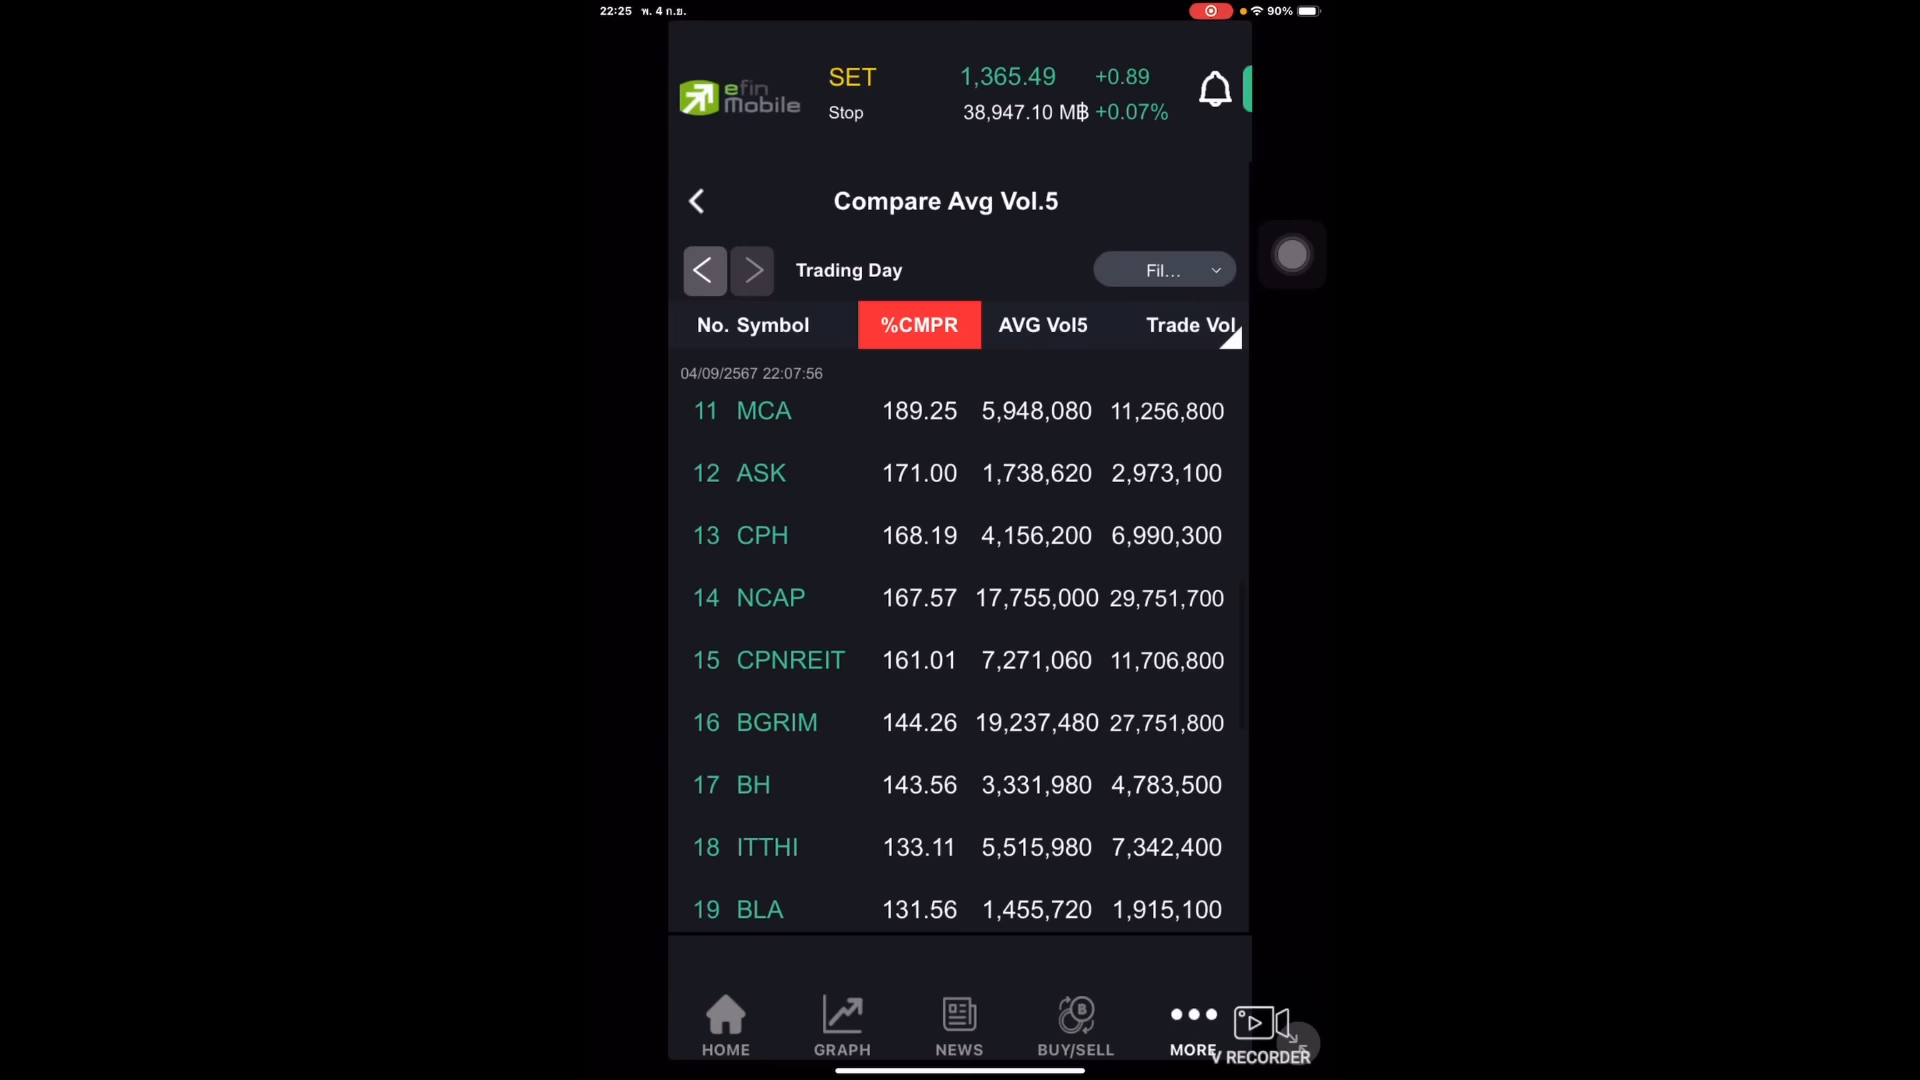 22:25 พ. 4 ก.ย. 90%
efin Mobile
SET 1,365.49 +0.89
Stop 38,947.10 M฿ +0.07%
Compare Avg Vol.5
Trading Day Fil...
No. Symbol %CMPR AVG Vol5 Trade Vol
04/09/2567 22:07:56
11 MCA 189.25 5,948,080 11,256,800
12 ASK 171.00 1,738,620 2,973,100
13 CPH 168.19 4,156,200 6,990,300
14 NCAP 167.57 17,755,000 29,751,700
15 CPNREIT 161.01 7,271,060 11,706,800
16 BGRIM 144.26 19,237,480 27,751,800
17 BH 143.56 3,331,980 4,783,500
18 ITTHI 133.11 5,515,980 7,342,400
19 BLA 131.56 1,455,720 1,915,100
HOME GRAPH NEWS BUY/SELL MORE
V RECORDER